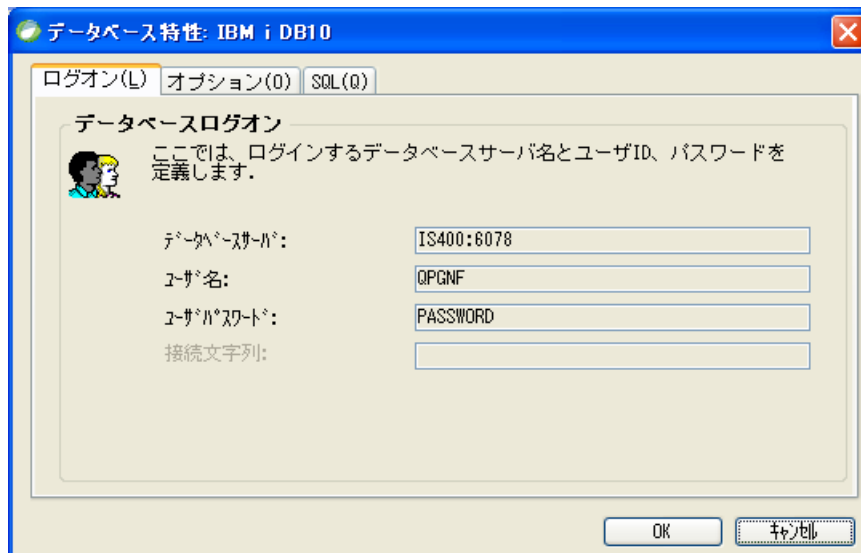 データベース特性: IBM i DB10
ログオン(L) オプション(O) SQL(Q)
データベースログオン
ここでは、ログインするデータベースサーバ名とユーザID、パスワードを
定義します.
ﾃﾞｰﾀﾍﾞｰｽｻｰﾊﾞ: IS400:6078
ﾕｰｻﾞ名: QPGNF
ﾕｰｻﾞﾊﾟｽﾜｰﾄﾞ: PASSWORD
接続文字列:
OK ｷｬﾝｾﾙ